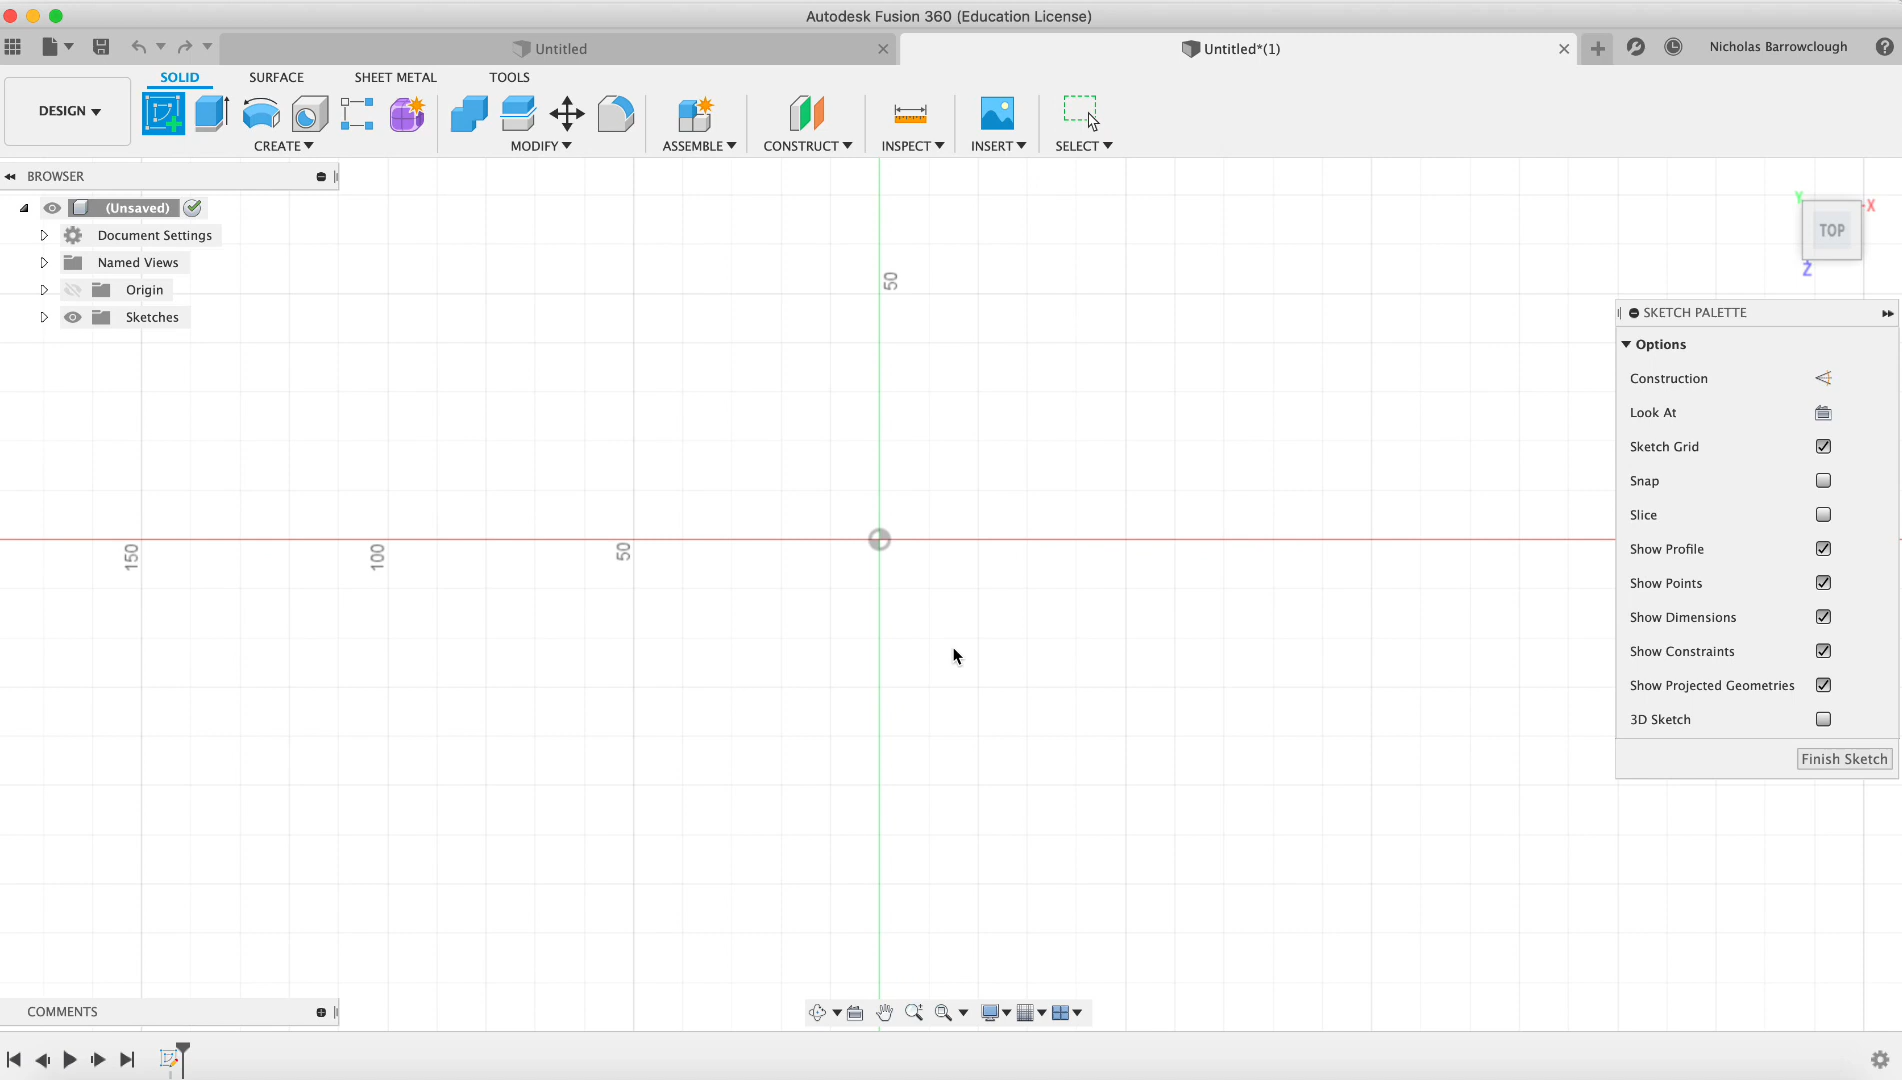 Autodesk Fusion 360 (Education License)
Untitled
Untitled*(1)
Nicholas Barrowclough
SOLID
SURFACE
SHEET METAL
TOOLS
DESIGN
CREATE
MODIFY
ASSEMBLE
CONSTRUCT
INSPECT
INSERT
SELECT
BROWSER
(Unsaved)
Document Settings
Named Views
Origin
Sketches
50
150
100
50
Y
X
TOP
Z
SKETCH PALETTE
Options
Construction
Look At
Sketch Grid
Snap
Slice
Show Profile
Show Points
Show Dimensions
Show Constraints
Show Projected Geometries
3D Sketch
Finish Sketch
COMMENTS